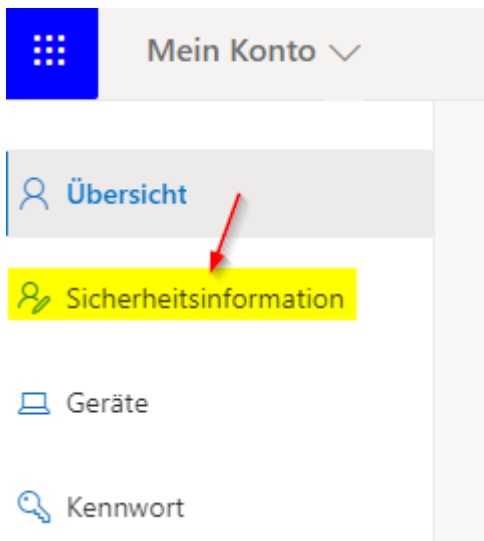 Mein Konto
Übersicht
Sicherheitsinformation
Geräte
Kennwort